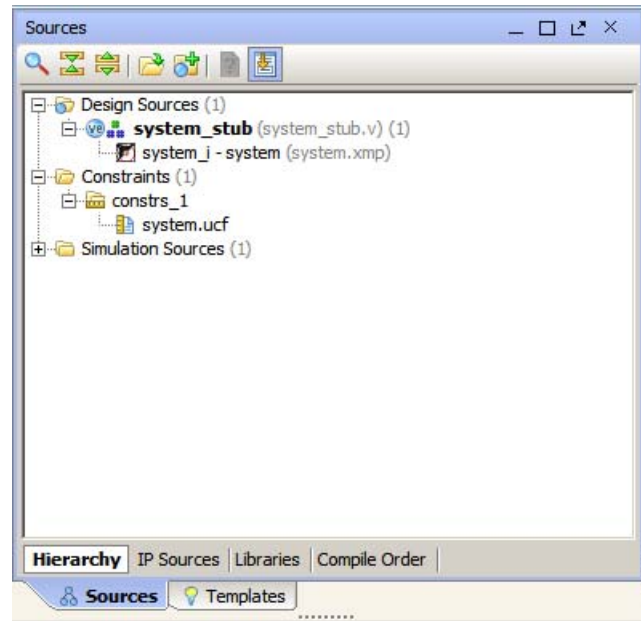 Sources
Design Sources (1)
system_stub (system_stub.v) (1)
system_i - system (system.xmp)
Constraints (1)
constrs_1
system.ucf
Simulation Sources (1)
Hierarchy IP Sources Libraries Compile Order
Sources Templates